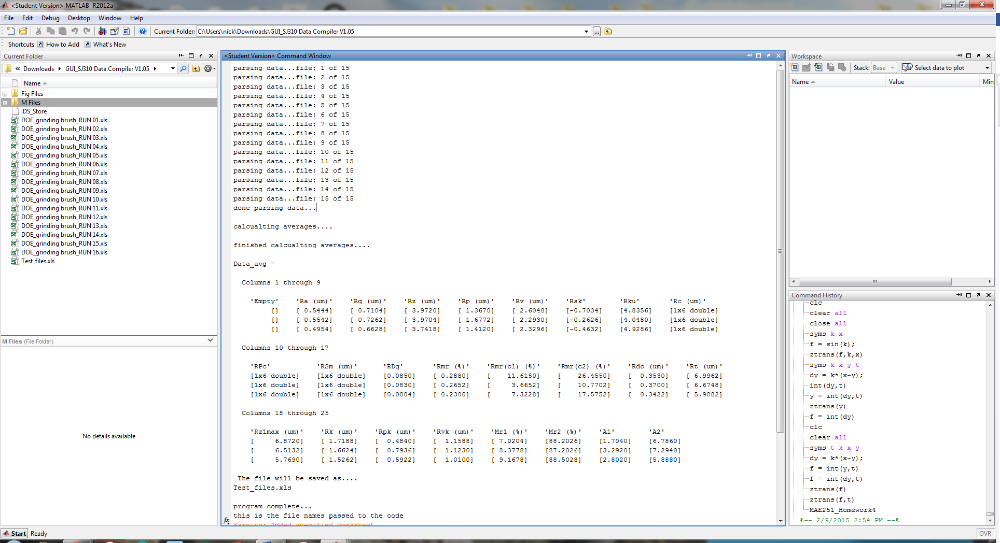 <Student Version> MATLAB R2012a
File Edit Debug Desktop Window Help
Current Folder: C:\Users\nick\Downloads\GUI_SJ310 Data Compiler V1.05
Shortcuts How to Add What's New
Current Folder
« Downloads GUI_SJ310 Data Compiler V1.05
Name
Fig Files
M Files
.DS_Store
DOE_grinding brush_RUN 01.xls
DOE_grinding brush_RUN 02.xls
DOE_grinding brush_RUN 03.xls
DOE_grinding brush_RUN 04.xls
DOE_grinding brush_RUN 05.xls
DOE_grinding brush_RUN 06.xls
DOE_grinding brush_RUN 07.xls
DOE_grinding brush_RUN 08.xls
DOE_grinding brush_RUN 09.xls
DOE_grinding brush_RUN 10.xls
DOE_grinding brush_RUN 11.xls
DOE_grinding brush_RUN 12.xls
DOE_grinding brush_RUN 13.xls
DOE_grinding brush_RUN 14.xls
DOE_grinding brush_RUN 15.xls
DOE_grinding brush_RUN 16.xls
Test_files.xls
M Files (File Folder)
No details available
<Student Version> Command Window
parsing data...file: 1 of 15
parsing data...file: 2 of 15
parsing data...file: 3 of 15
parsing data...file: 4 of 15
parsing data...file: 5 of 15
parsing data...file: 6 of 15
parsing data...file: 7 of 15
parsing data...file: 8 of 15
parsing data...file: 9 of 15
parsing data...file: 10 of 15
parsing data...file: 11 of 15
parsing data...file: 12 of 15
parsing data...file: 13 of 15
parsing data...file: 14 of 15
parsing data...file: 15 of 15
done parsing data...
calcualting averages....
finished calcualting averages....
Data_avg =
Columns 1 through 9
'Empty' 'Ra (um)' 'Rq (um)' 'Rz (um)' 'Rp (um)' 'Rv (um)' 'Rsk' 'Rku' 'Rc (um)'
[] [ 0.5444] [ 0.7104] [ 3.9720] [ 1.3670] [ 2.6048] [-0.7034] [4.8356] [1x6 double]
[] [ 0.5542] [ 0.7262] [ 3.9704] [ 1.6772] [ 2.2930] [-0.2626] [4.0480] [1x6 double]
[] [ 0.4954] [ 0.6628] [ 3.7418] [ 1.4120] [ 2.3296] [-0.4632] [4.9286] [1x6 double]
Columns 10 through 17
'RPc' 'RSm (um)' 'RDq' 'Rmr (%)' 'Rmr(c1) (%)' 'Rmr(c2) (%)' 'Rdc (um)' 'Rt (um)'
[1x6 double] [1x6 double] [0.0850] [ 0.2880] [ 11.6150] [ 26.4550] [ 0.3530] [ 6.9962]
[1x6 double] [1x6 double] [0.0830] [ 0.2652] [ 3.6652] [ 10.7702] [ 0.3700] [ 6.6748]
[1x6 double] [1x6 double] [0.0804] [ 0.2300] [ 7.3228] [ 17.5752] [ 0.3422] [ 5.9882]
Columns 18 through 25
'Rz1max (um)' 'Rk (um)' 'Rpk (um)' 'Rvk (um)' 'Mr1 (%)' 'Mr2 (%)' 'A1' 'A2'
[ 6.8720] [ 1.7188] [ 0.4840] [ 1.1588] [ 7.0204] [88.2026] [1.7040] [6.7860]
[ 6.5132] [ 1.6624] [ 0.7936] [ 1.1230] [ 8.3778] [87.2026] [3.2920] [7.2940]
[ 5.7690] [ 1.5262] [ 0.5922] [ 1.0100] [ 9.1678] [88.5028] [2.8020] [5.8880]
The file will be saved as....
Test_files.xls
program complete...
this is the file names passed to the code
Warning: Added specified worksheet
fx
Workspace
Stack: Base Select data to plot
Name Value Min
Command History
clc
clear all
close all
syms k x
f = sin(k);
ztrans(f,k,x)
syms k x y t
dy = k*(x-y);
int(dy,t)
y = int(dy,t)
ztrans(y)
f = int(dy)
clc
clear all
syms t k x y
dy = k*(x-y);
f = int(y,t)
f = int(dy,t)
ztrans(f)
ztrans(f,t)
MAE251_Homework4
%-- 2/9/2015 2:54 PM --%
Start Ready
OVR